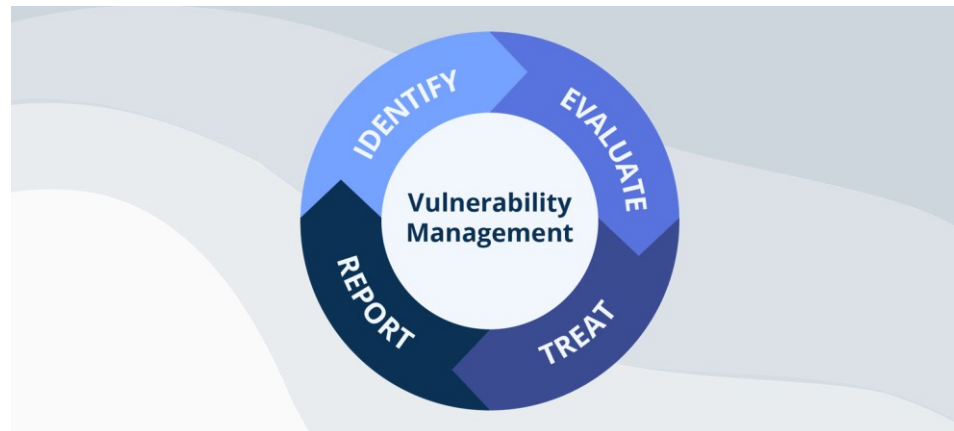 IDENTIFY
EVALUATE
Vulnerability
Management
REPORT
TREAT